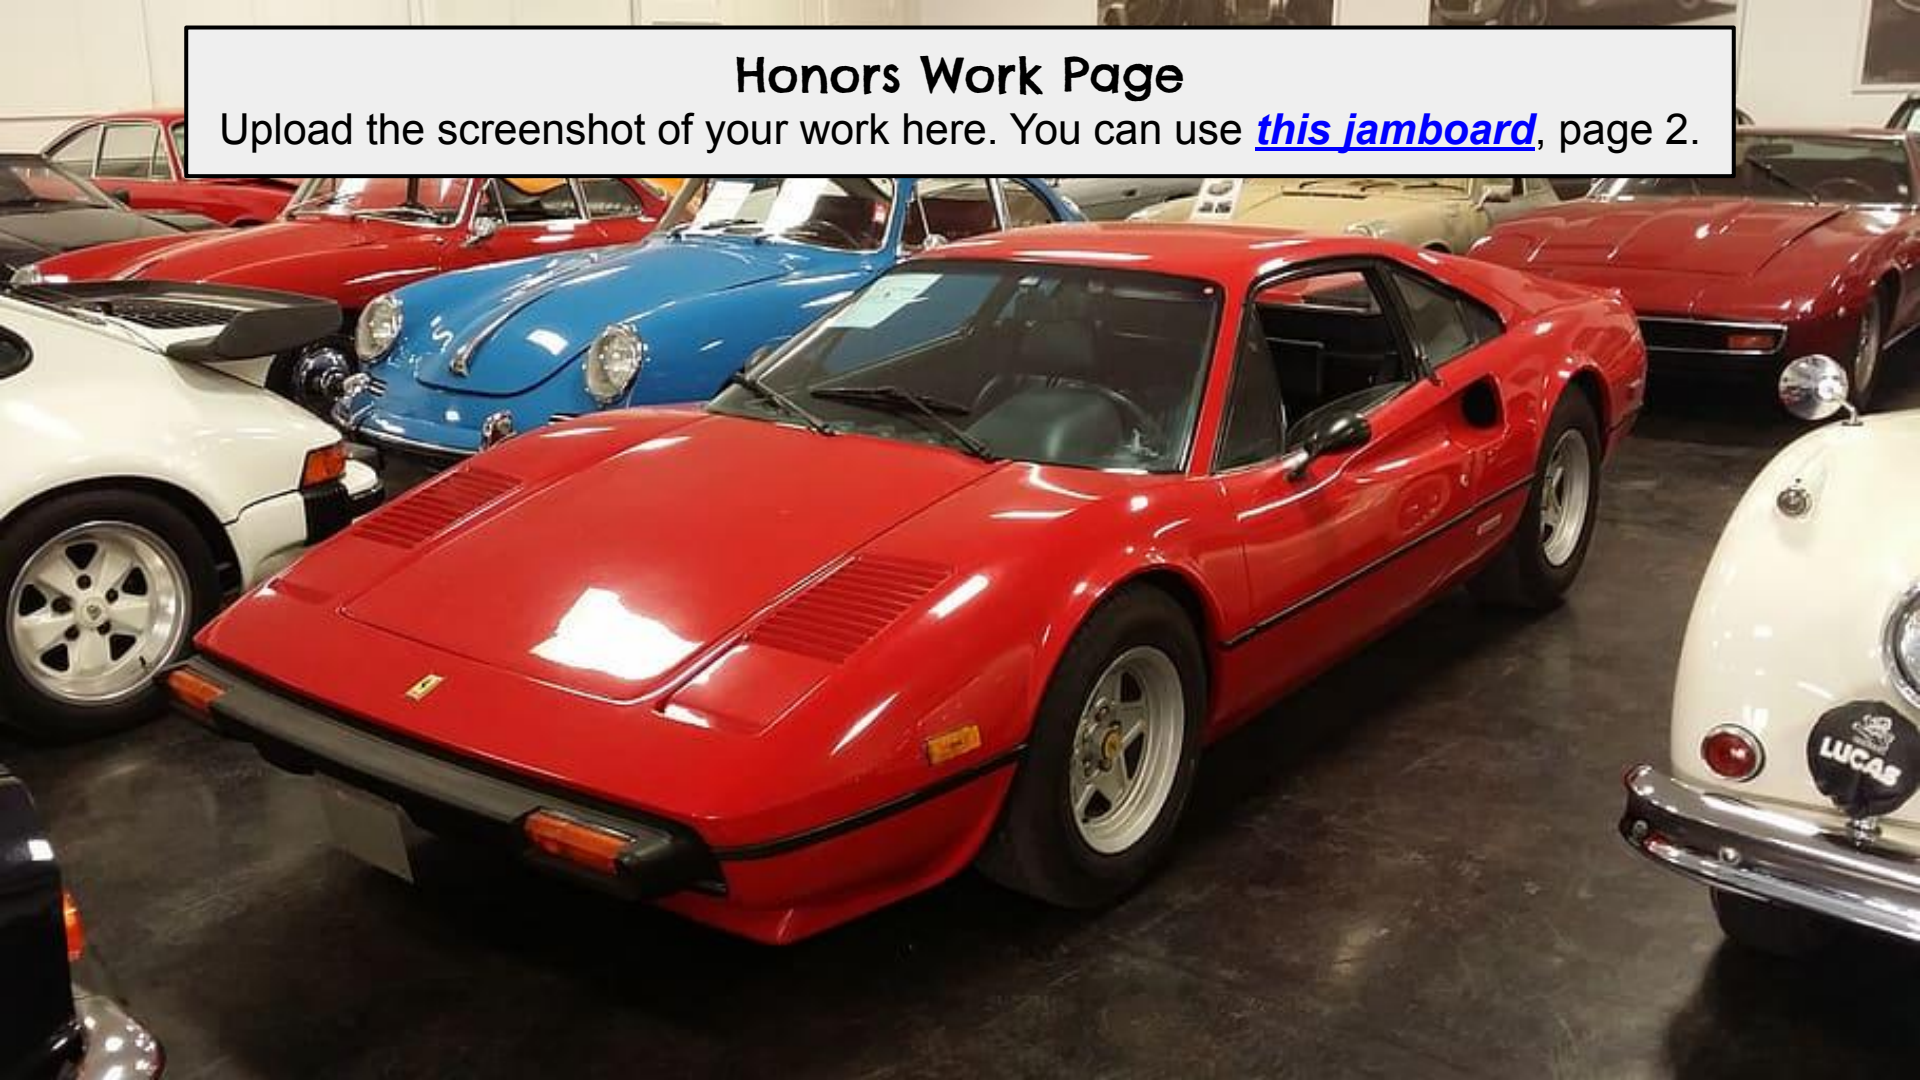 Honors Work Page
Upload the screenshot of your work here. You can use this jamboard, page 2.
LUCAS